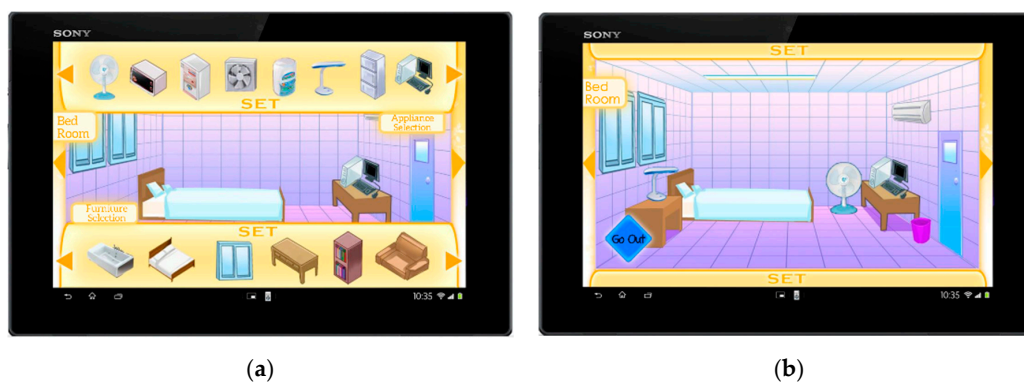 SONY
SET
Bed
Room
Appliance
Selection
Furniture
Selection
SET
10:35
(a)
SONY
SET
Bed
Room
Go Out
SET
10:35
(b)